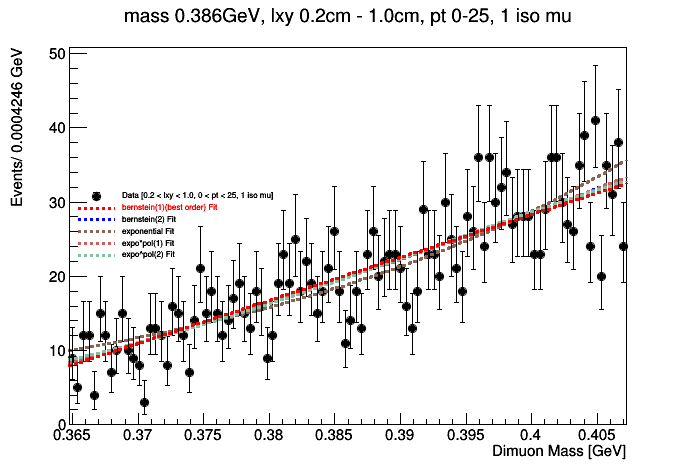 mass 0.386GeV, lxy 0.2cm - 1.0cm, pt 0-25, 1 iso mu
Events/ 0.0004246 GeV
50
40
30
20
10
0
Data [0.2 < lxy < 1.0, 0 < pt < 25, 1 iso mu]
bernstein(1)(best order) Fit
bernstein(2) Fit
exponential Fit
expo*pol(1) Fit
expo*pol(2) Fit
0.365 0.37 0.375 0.38 0.385 0.39 0.395 0.4 0.405
Dimuon Mass [GeV]